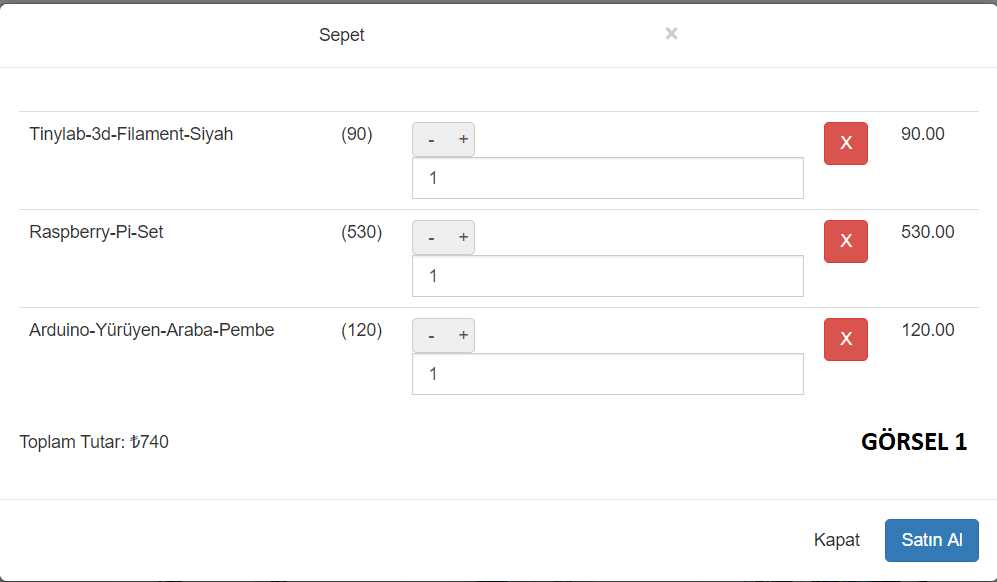 Sepet ×
Tinylab-3d-Filament-Siyah (90) - + X 90.00
1
Raspberry-Pi-Set (530) - + X 530.00
1
Arduino-Yürüyen-Araba-Pembe (120) - + X 120.00
1
Toplam Tutar: ₺740 GÖRSEL 1
Kapat Satın Al